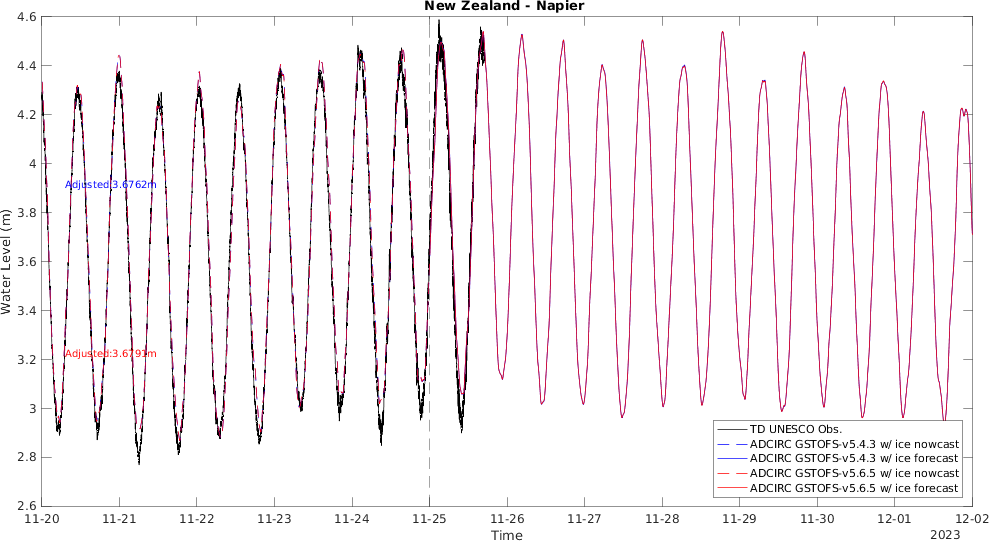 New Zealand - Napier
4.6
4.4
4.2
4
3.8
3.6
3.4
3.2
3
2.8
2.6
Water Level (m)
Adjusted:3.6762m
Adjusted:3.6791m
TD UNESCO Obs.
ADCIRC GSTOFS-v5.4.3 w/ ice nowcast
ADCIRC GSTOFS-v5.4.3 w/ ice forecast
ADCIRC GSTOFS-v5.6.5 w/ ice nowcast
ADCIRC GSTOFS-v5.6.5 w/ ice forecast
11-20 11-21 11-22 11-23 11-24 11-25 11-26 11-27 11-28 11-29 11-30 12-01 12-02
Time
2023